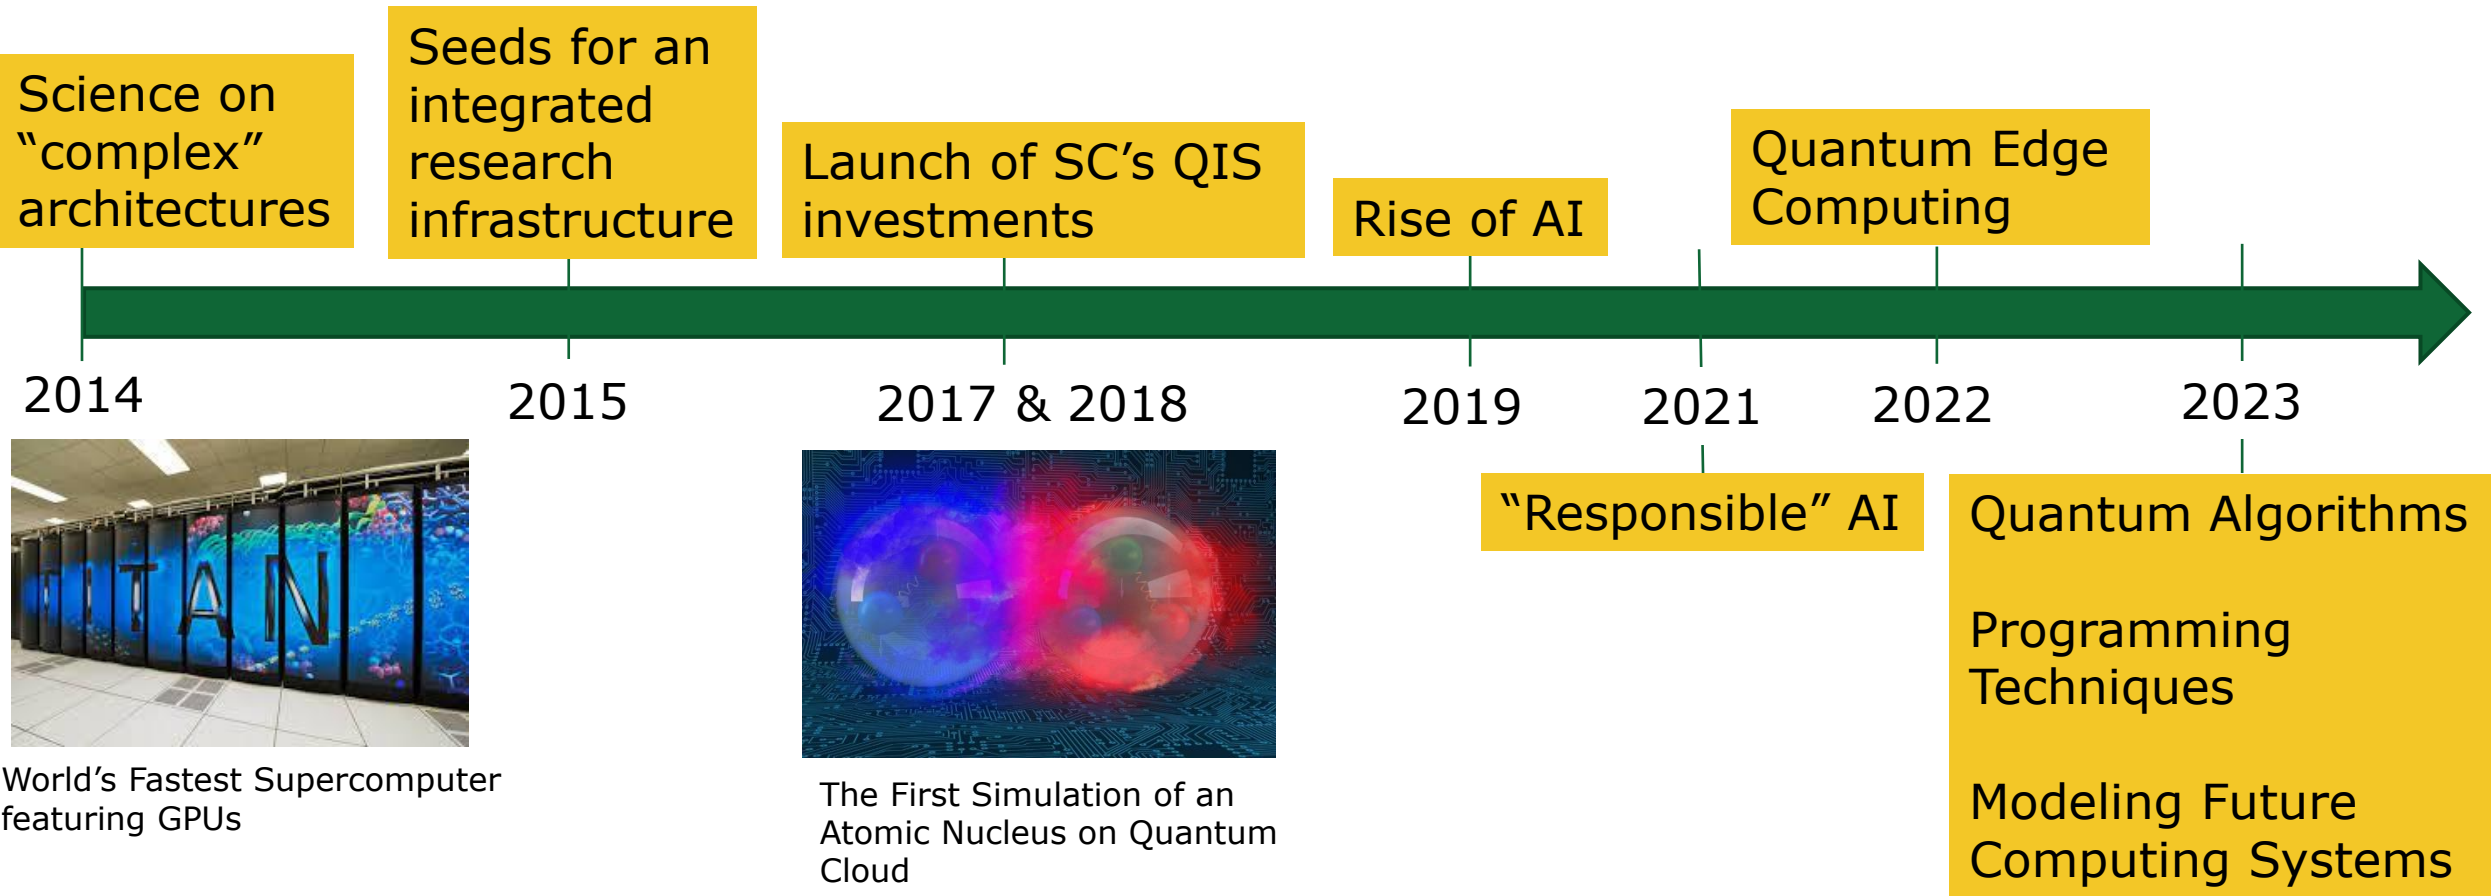 Science on
“complex”
architectures
Seeds for an
integrated
research
infrastructure
Launch of SC’s QIS
investments
Rise of AI
Quantum Edge
Computing
2014
2015
2017 & 2018
2019
2021
2022
2023
TITAN
World’s Fastest Supercomputer
featuring GPUs
The First Simulation of an
Atomic Nucleus on Quantum
Cloud
“Responsible” AI
Quantum Algorithms
Programming
Techniques
Modeling Future
Computing Systems